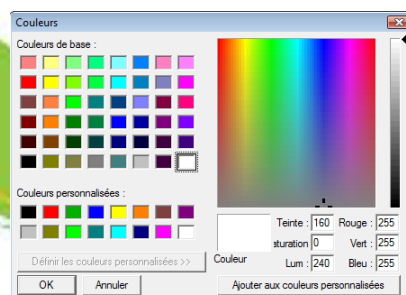 Couleurs
Couleurs de base :
Couleurs personnalisées :
Définir les couleurs personnalisées >>
OK
Annuler
Couleur
Teinte : 160
Rouge : 255
aturation 0
Vert : 255
Lum : 240
Bleu : 255
Ajouter aux couleurs personnalisées